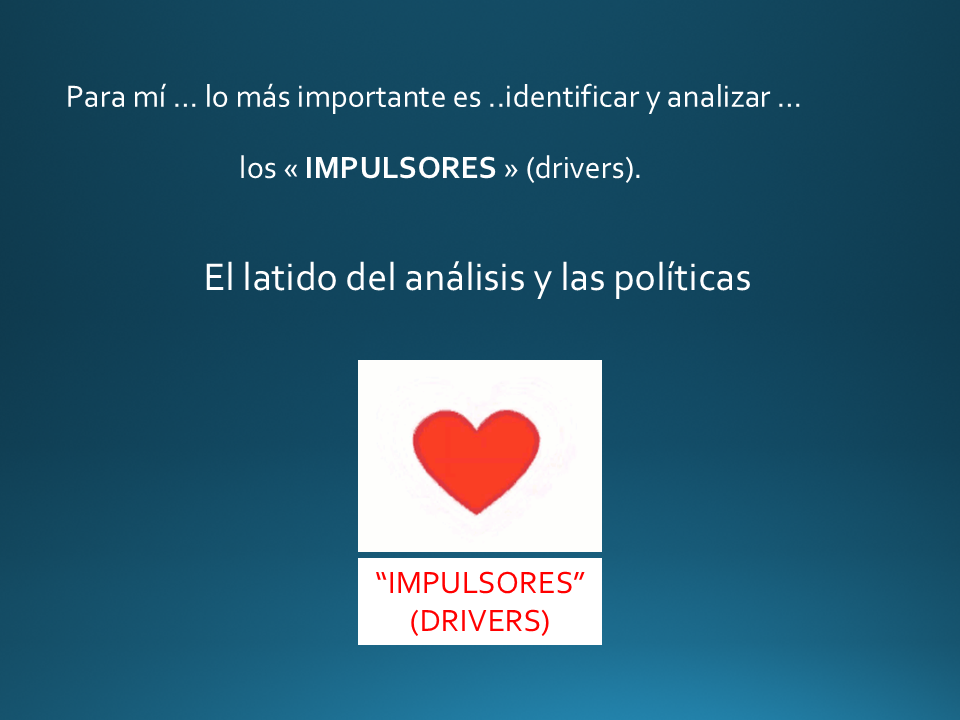 Para mí ... lo más importante es ..identificar y analizar ...
los « IMPULSORES » (drivers).
El latido del análisis y las políticas
“IMPULSORES”
(DRIVERS)